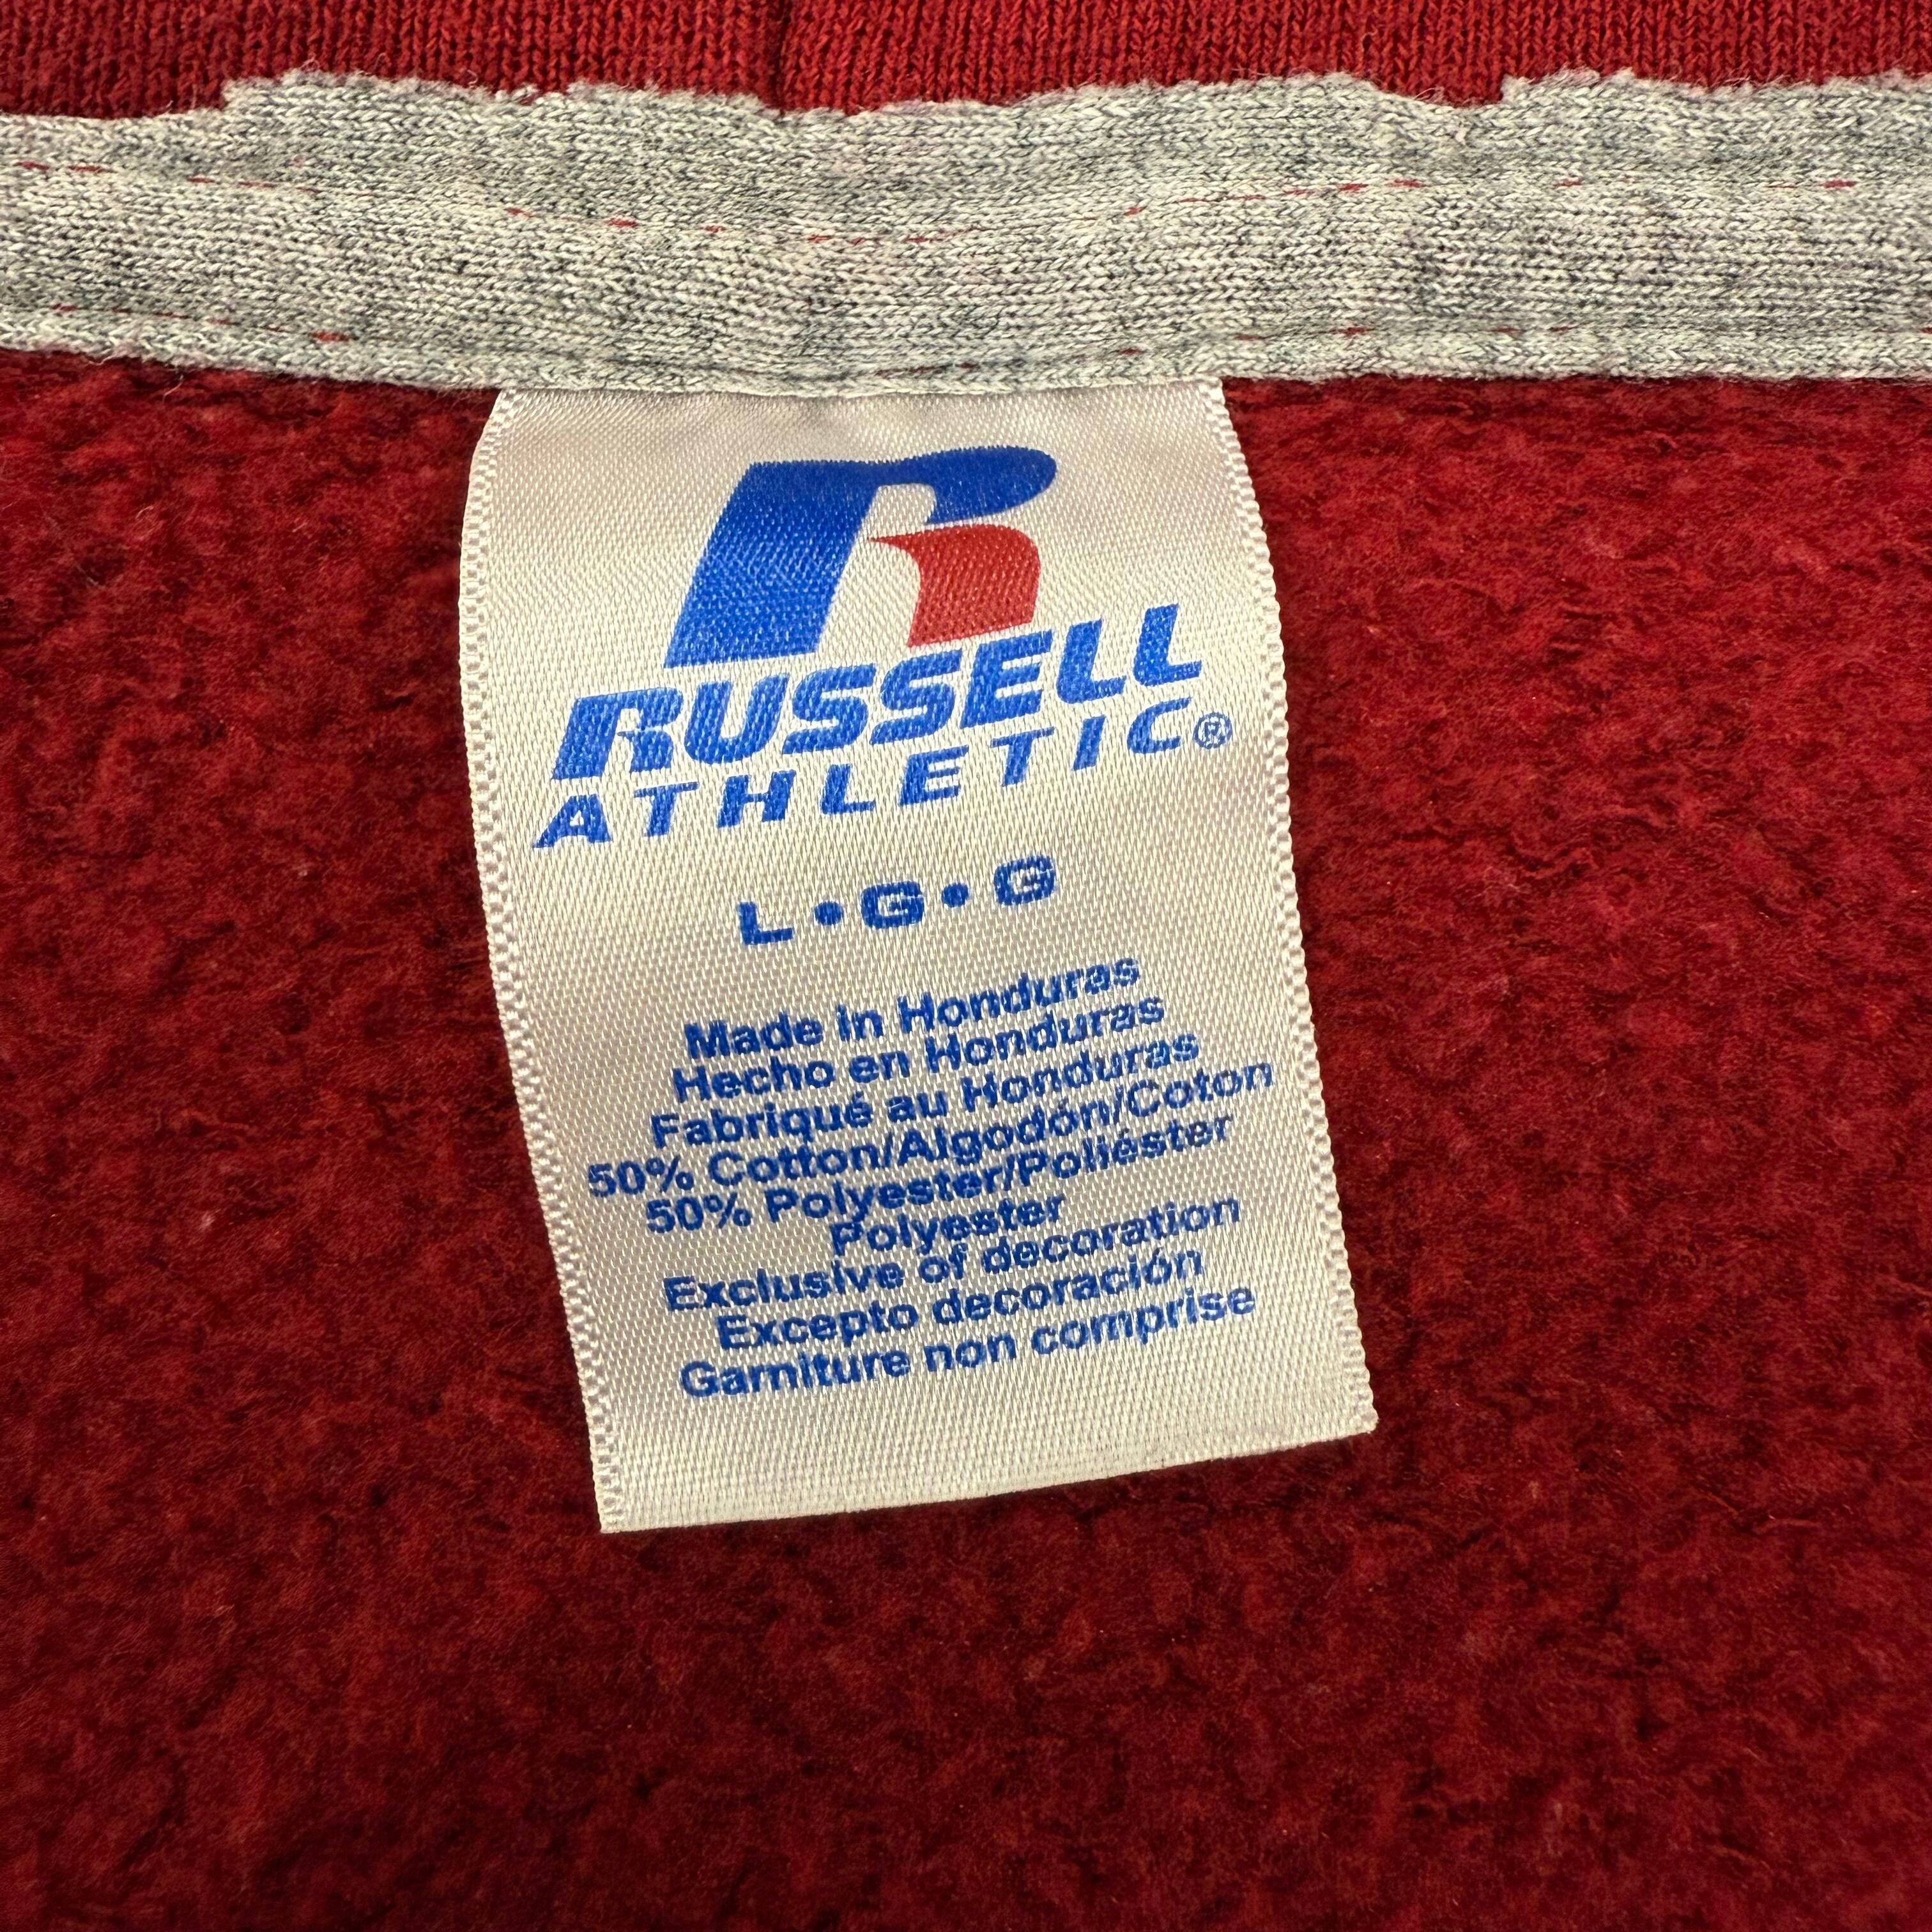 R
RUSSELL
ATHLETIC®
L•G•G
Made in Honduras
Hecho en Honduras
Fabriqué au Honduras
50% Cotton/Algodón/Coton
50% Polyester/Poliéster
Polyester
Exclusive of decoration
Excepto decoración
Garniture non comprise